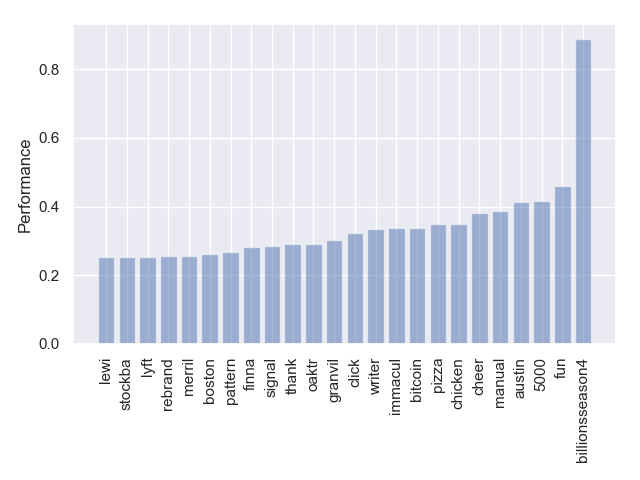 Performance
0.8
0.6
0.4
0.2
0.0
lewi
stockba
lyft
rebrand
merril
boston
pattern
finna
signal
thank
oaktr
granvil
click
writer
immacul
bitcoin
pizza
chicken
cheer
manual
austin
5000
fun
billionsseason4